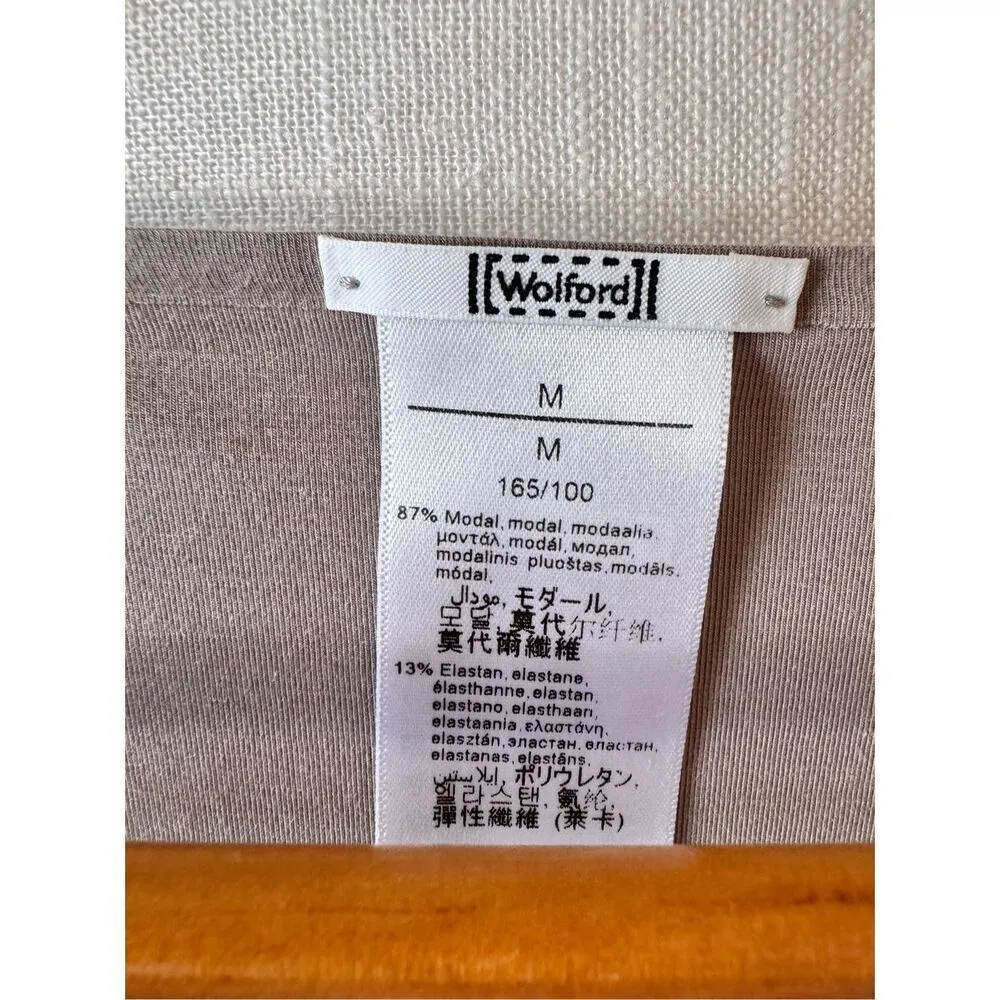 [Wolford]
M
M
165/100
87% Modal, modal, modaalia,
μοντάλ, modál, модал,
modalinis pluoštas, modāls,
módal,
مودال, モダール,
모달, 莫代尔纤维,
莫代爾纖維
13% Elastan, elastane,
élasthanne, elastan,
elastano, elasthaan,
elastaania, ελαστάνη,
elasztán, эластан, еластан,
elastanas, elastāns,
ايلاستين, ポリウレタン,
엘라스탠, 氨纶,
彈性纖維 (萊卡)